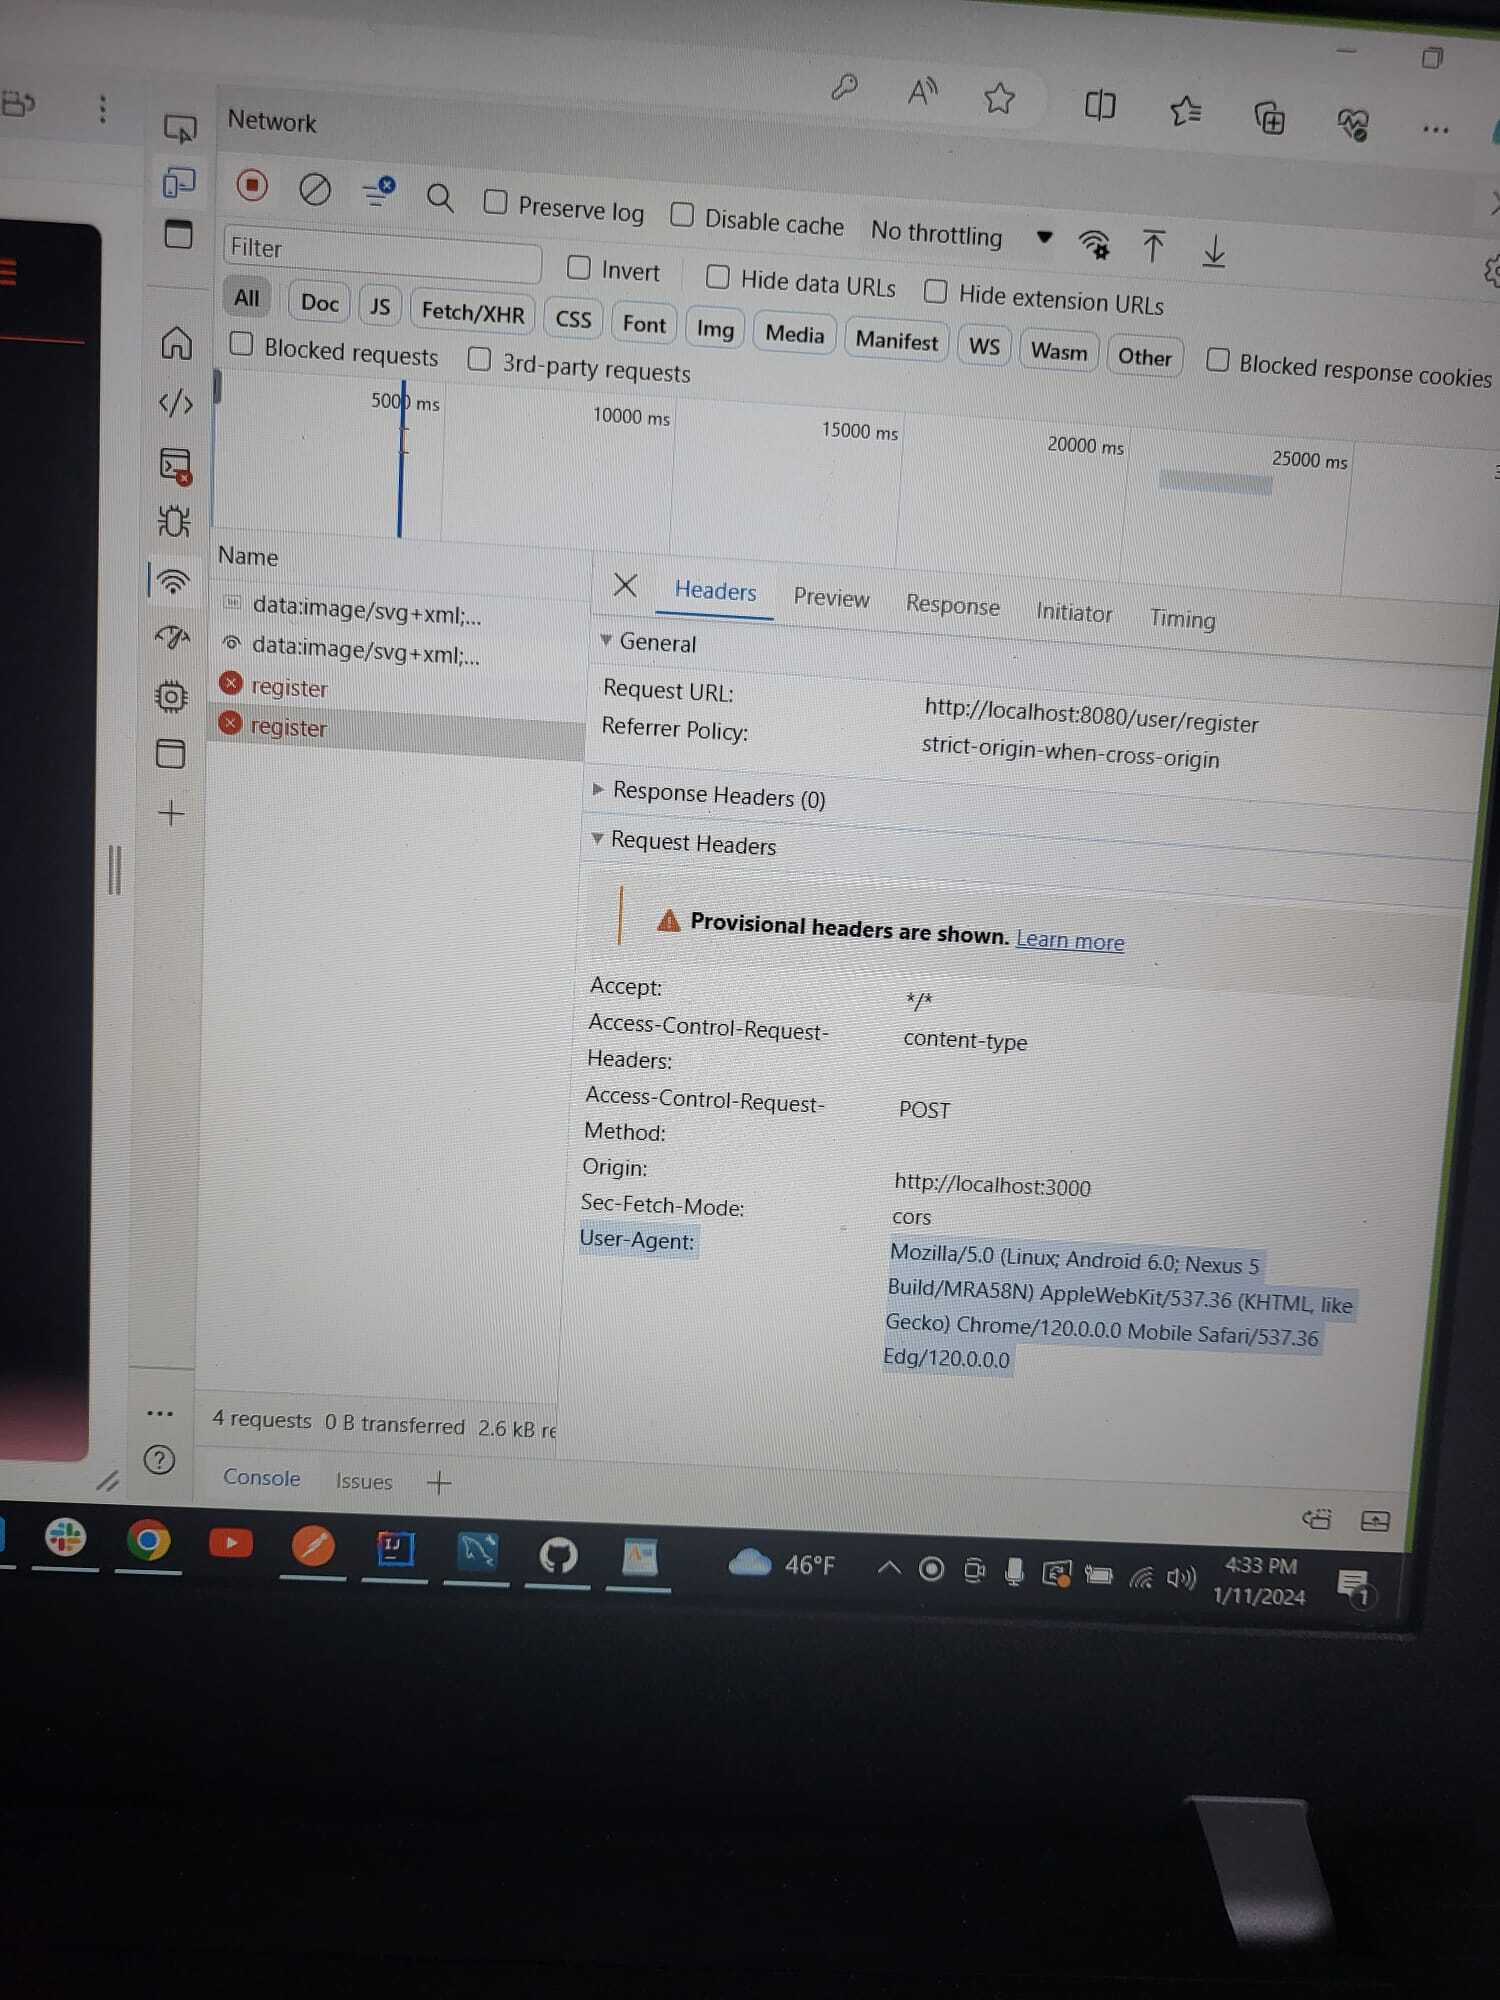 Network
Preserve log
Disable cache
No throttling
Filter
Invert
Hide data URLs
Hide extension URLs
All
Doc
JS
Fetch/XHR
CSS
Font
Img
Media
Manifest
WS
Wasm
Other
Blocked response cookies
Blocked requests
3rd-party requests
5000 ms
10000 ms
15000 ms
20000 ms
25000 ms
Name
data:image/svg+xml;...
data:image/svg+xml;...
register
register
Headers
Preview
Response
Initiator
Timing
General
Request URL:
http://localhost:8080/user/register
Referrer Policy:
strict-origin-when-cross-origin
Response Headers (0)
Request Headers
Provisional headers are shown. Learn more
Accept:
*/*
Access-Control-Request-
Headers:
content-type
Access-Control-Request-
Method:
POST
Origin:
http://localhost:3000
Sec-Fetch-Mode:
cors
User-Agent:
Mozilla/5.0 (Linux; Android 6.0; Nexus 5
Build/MRA58N) AppleWebKit/537.36 (KHTML, like
Gecko) Chrome/120.0.0.0 Mobile Safari/537.36
Edg/120.0.0.0
4 requests
0 B transferred
2.6 kB re
Console
Issues
IJ
46°F
4:33 PM
1/11/2024
1